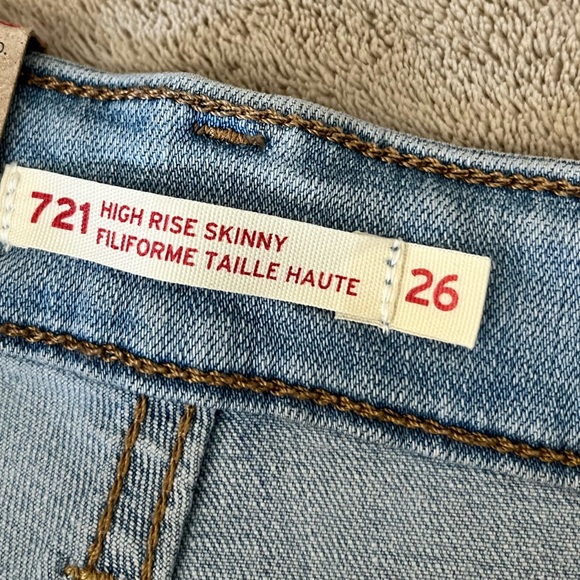 721 HIGH RISE SKINNY
FILIFORME TAILLE HAUTE
26